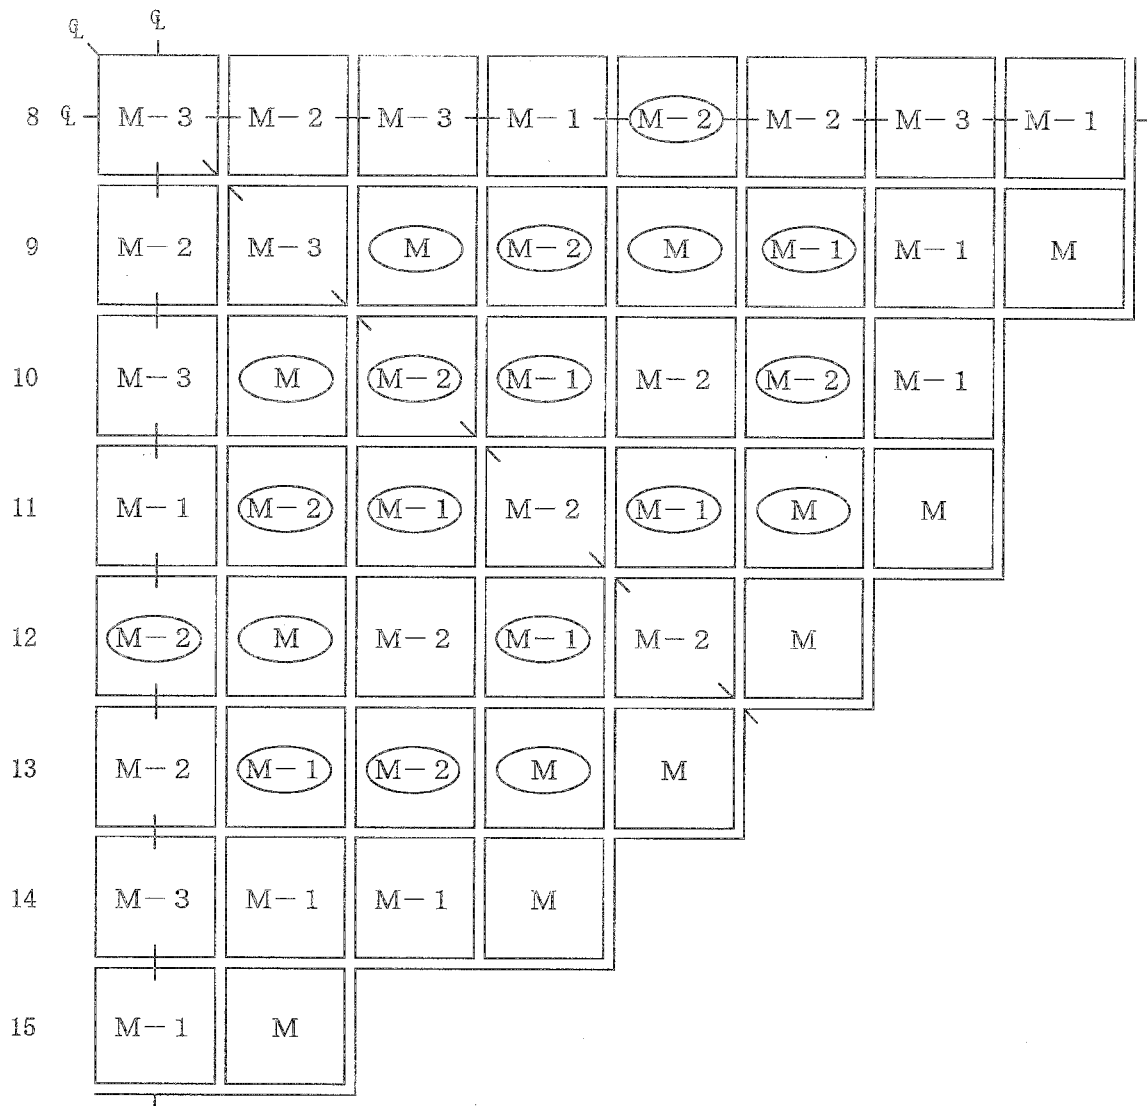 ℄ ℄
8 ℄ M-3 M-2 M-3 M-1 M-2 M-2 M-3 M-1
9 M-2 M-3 M M-2 M M-1 M-1 M
10 M-3 M M-2 M-1 M-2 M-2 M-1
11 M-1 M-2 M-1 M-2 M-1 M M
12 M-2 M M-2 M-1 M-2 M
13 M-2 M-1 M-2 M M
14 M-3 M-1 M-1 M
15 M-1 M